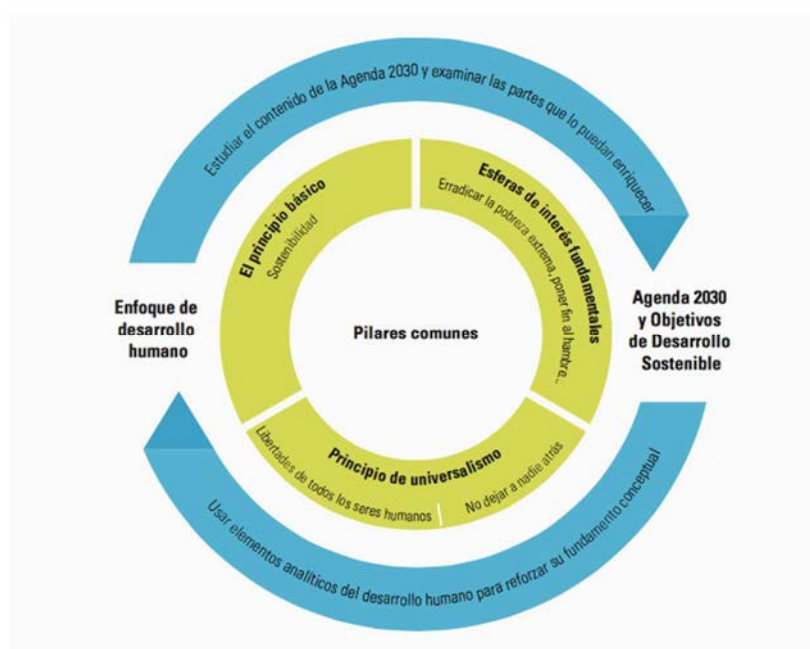 Estudiar el contenido de la Agenda 2030 y examinar las partes que lo puedan enriquecer
El principio básico
Sostenibilidad
Esferas de interés fundamentales
Erradicar la pobreza extrema, poner fin al hambre...
Enfoque de
desarrollo
humano
Pilares comunes
Agenda 2030
y Objetivos
de Desarrollo
Sostenible
Principio de universalismo
Libertades de todos los seres humanos
No dejar a nadie atrás
Usar elementos analíticos del desarrollo humano para reforzar su fundamento conceptual